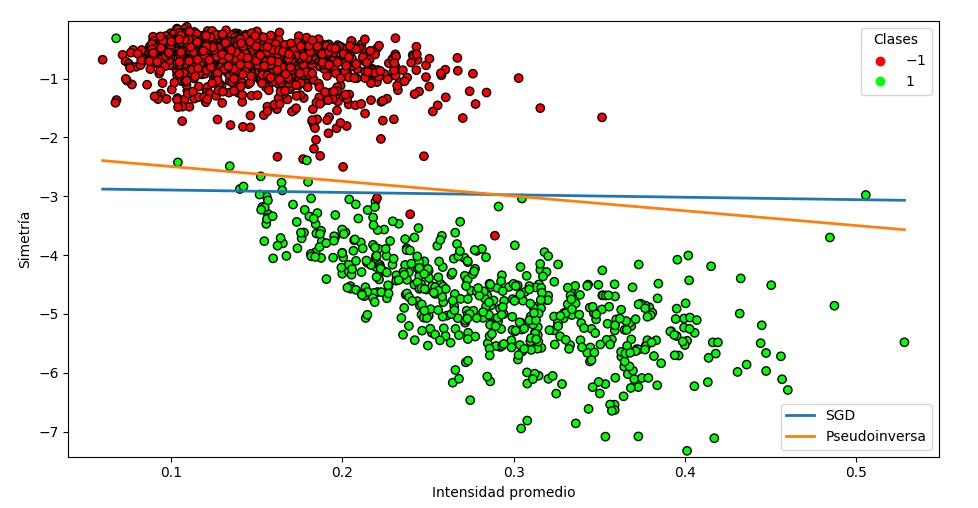 Clases
−1
1
−1
−2
−3
−4
−5
−6
−7
Simetría
0.1 0.2 0.3 0.4 0.5
Intensidad promedio
SGD
Pseudoinversa